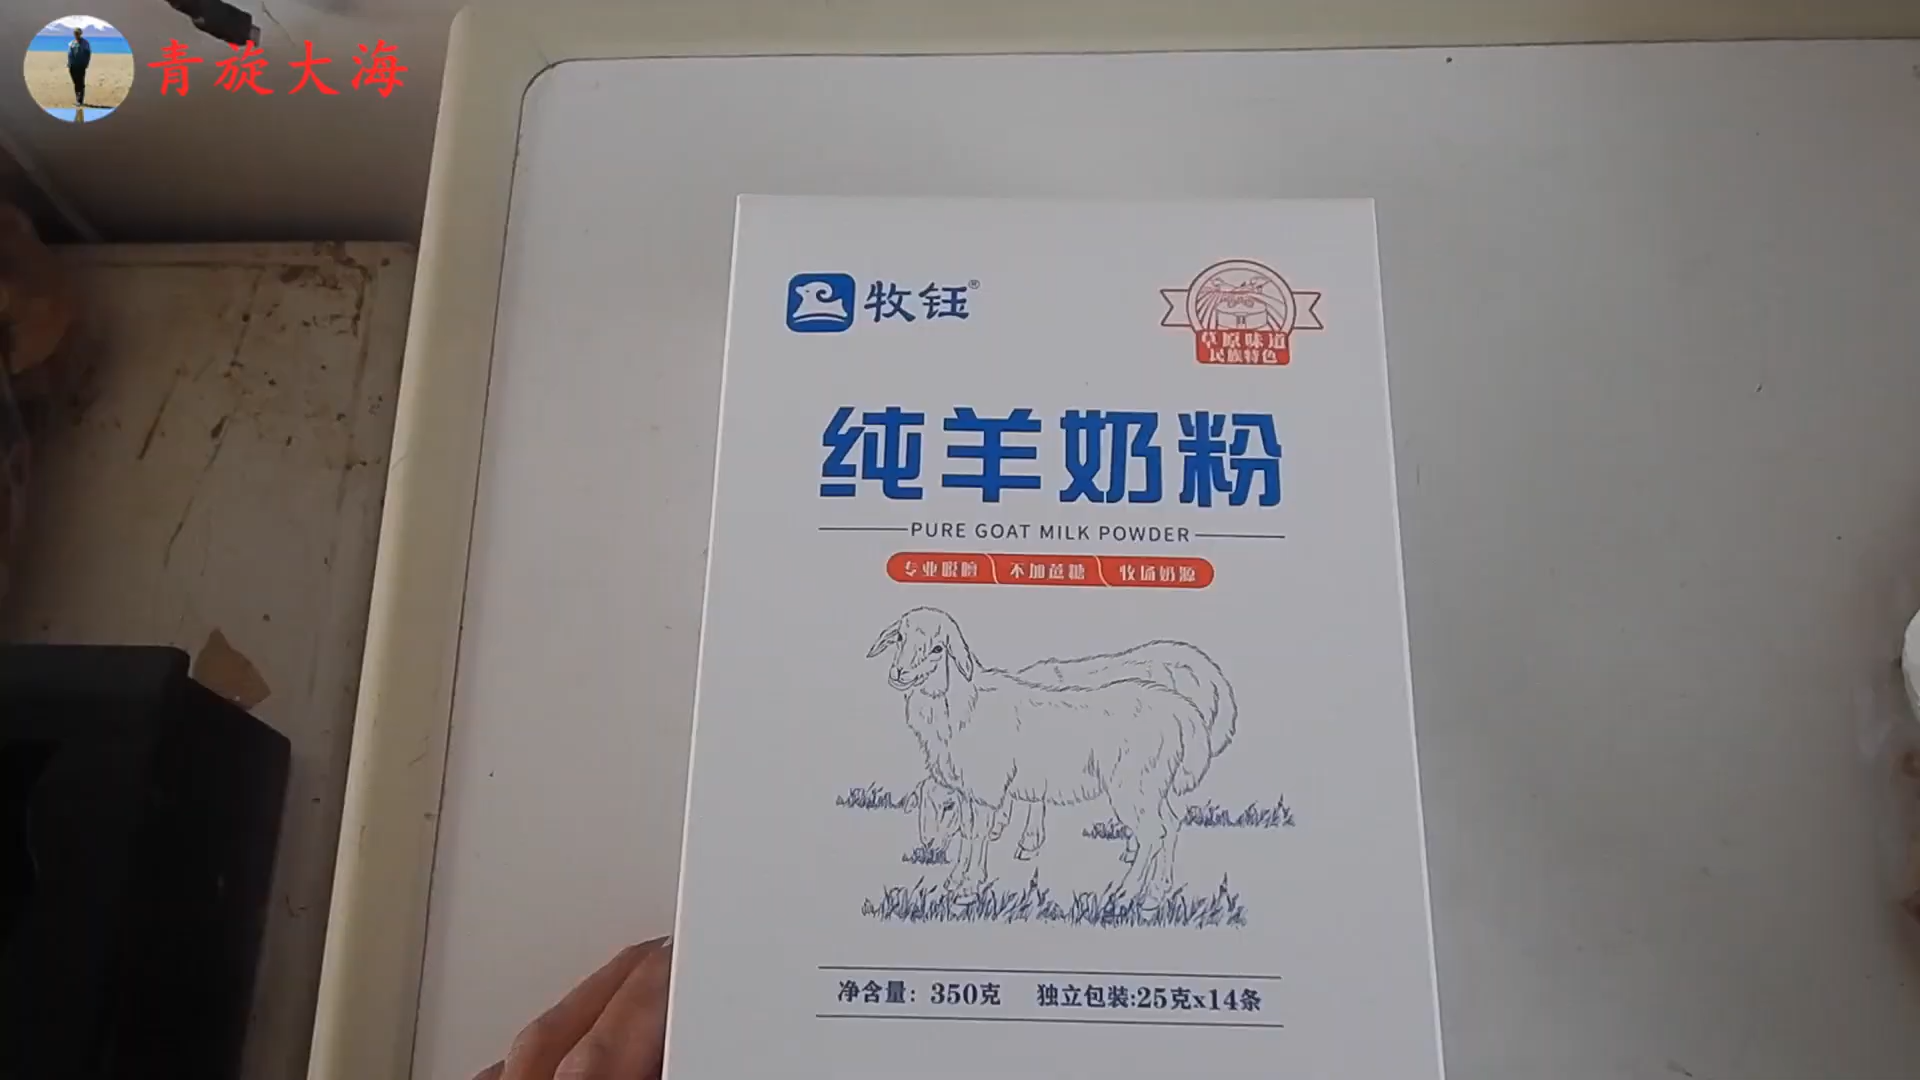 青旋大海
牧钰®
草原味道
民族特色
纯羊奶粉
PURE GOAT MILK POWDER
专业脱膻 不加蔗糖 牧场奶源
净含量：350克 独立包装:25克x14条